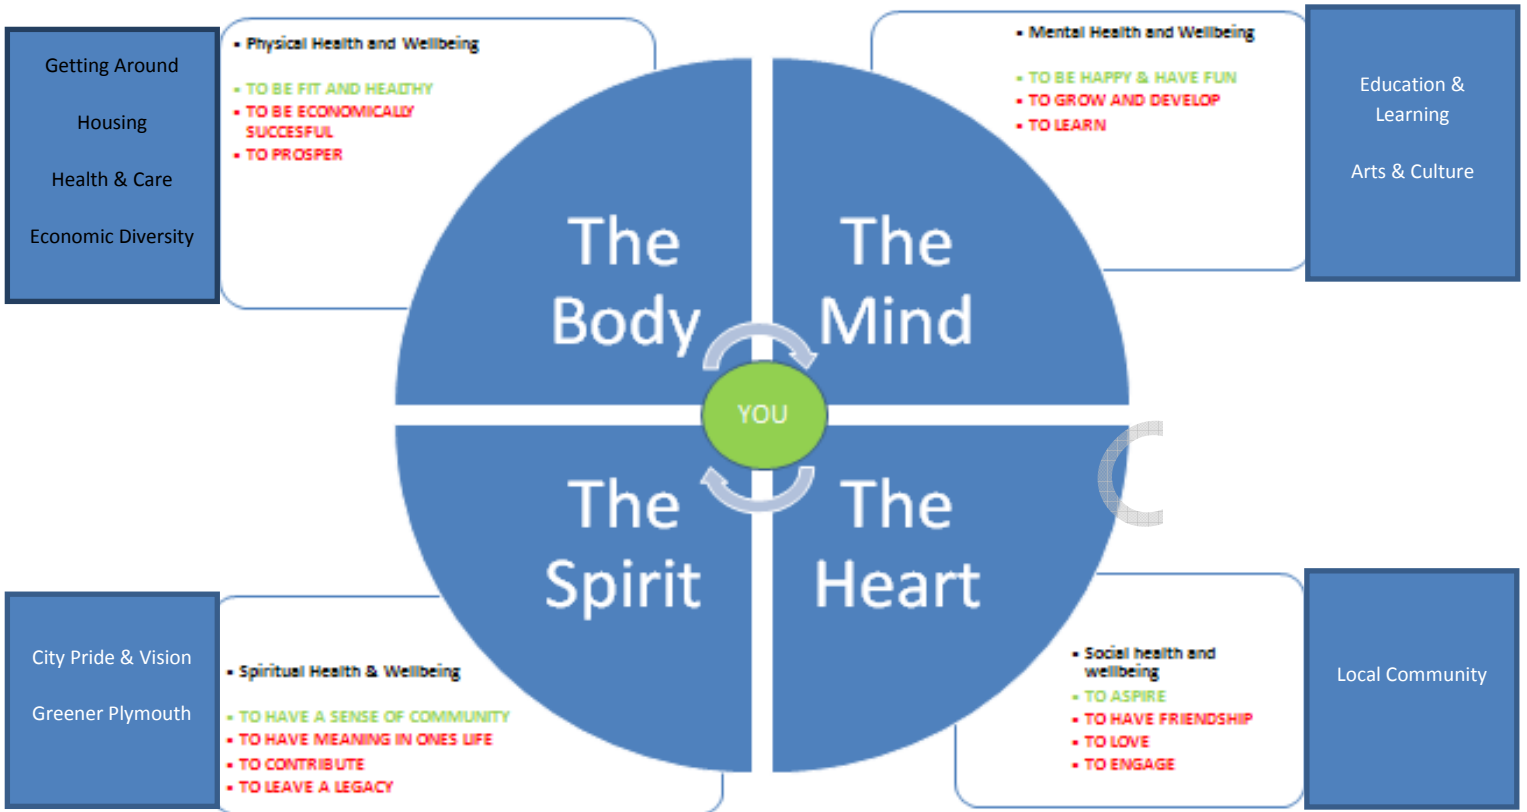 Getting Around
Housing
Health & Care
Economic Diversity
▪ Physical Health and Wellbeing
▪ TO BE FIT AND HEALTHY
▪ TO BE ECONOMICALLY
SUCCESFUL
▪ TO PROSPER
▪ Mental Health and Wellbeing
▪ TO BE HAPPY & HAVE FUN
▪ TO GROW AND DEVELOP
▪ TO LEARN
Education &
Learning
Arts & Culture
The
Body
The
Mind
YOU
The
Spirit
The
Heart
City Pride & Vision
Greener Plymouth
▪ Spiritual Health & Wellbeing
▪ TO HAVE A SENSE OF COMMUNITY
▪ TO HAVE MEANING IN ONES LIFE
▪ TO CONTRIBUTE
▪ TO LEAVE A LEGACY
▪ Social health and
wellbeing
▪ TO ASPIRE
▪ TO HAVE FRIENDSHIP
▪ TO LOVE
▪ TO ENGAGE
Local Community